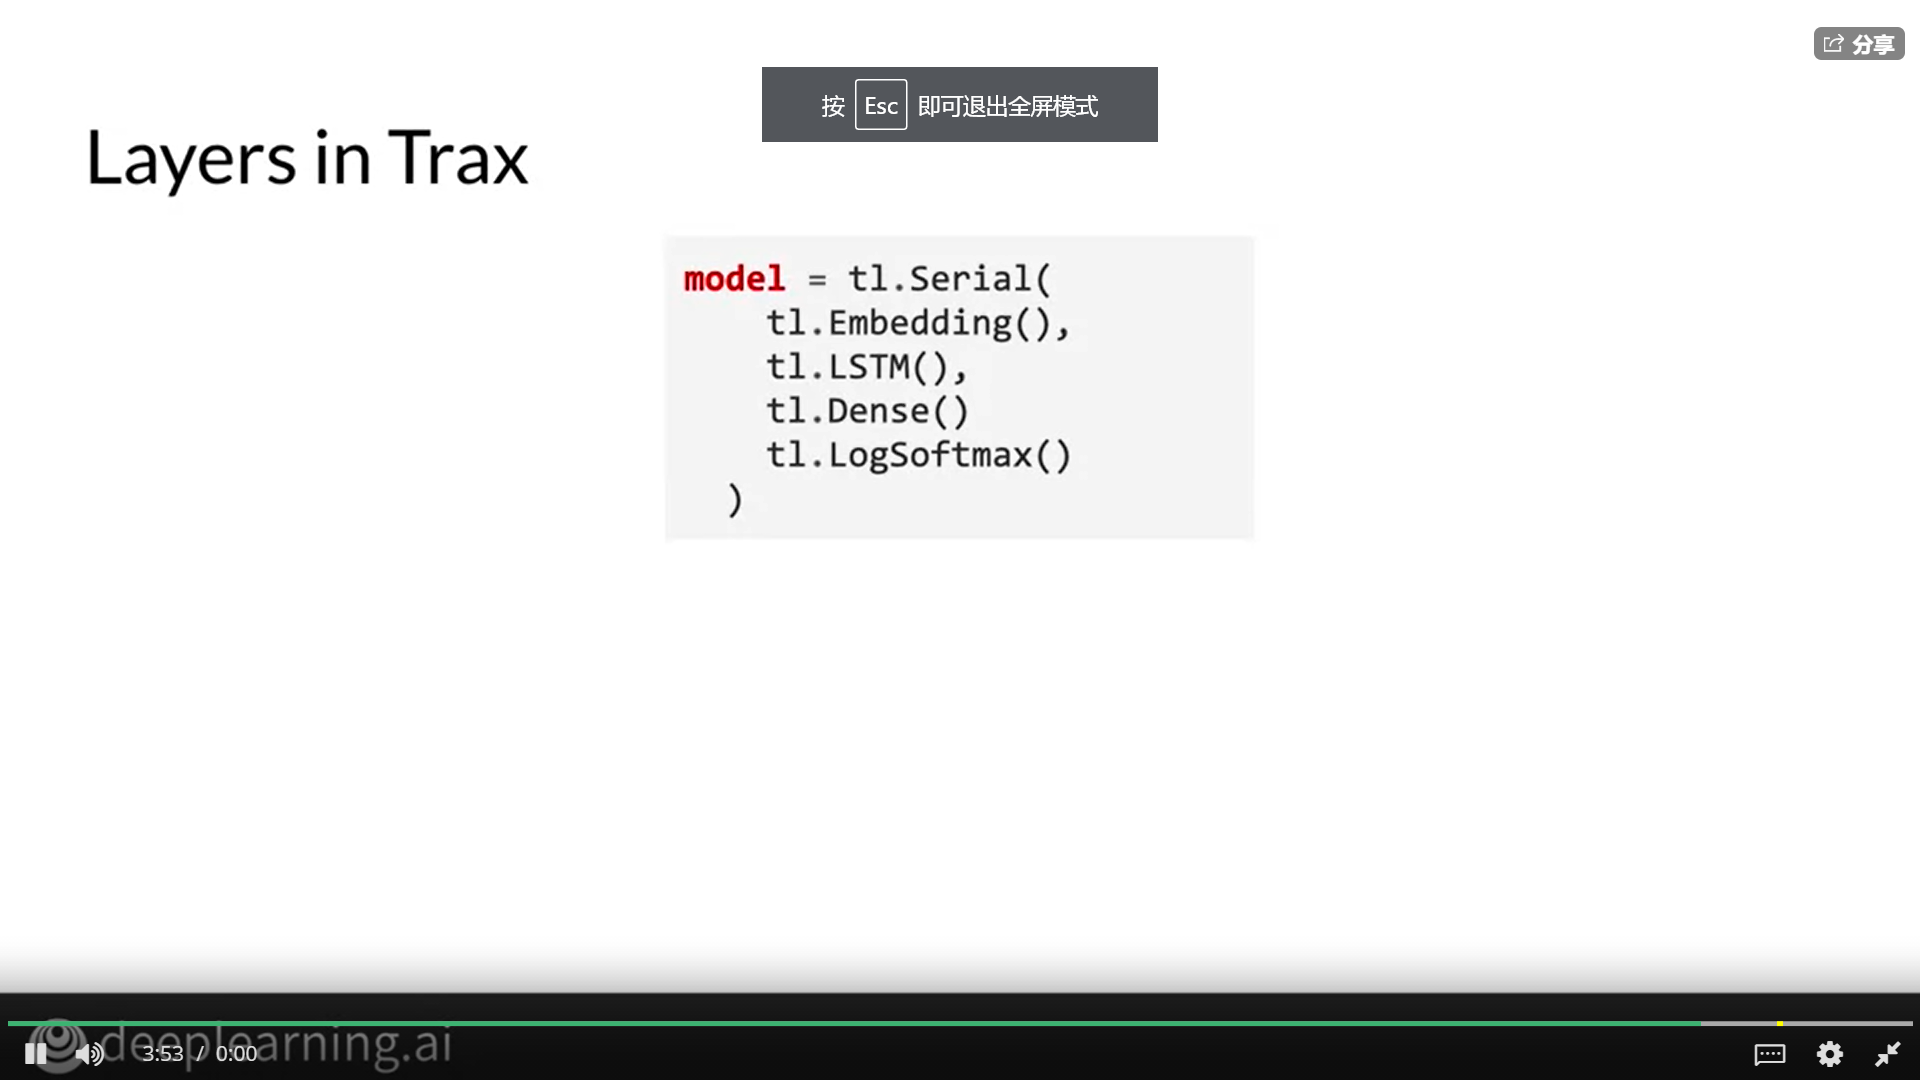 分享
按 Esc 即可退出全屏模式
Layers in Trax
model = tl.Serial(
    tl.Embedding(),
    tl.LSTM(),
    tl.Dense()
    tl.LogSoftmax()
  )
deeplearning.ai
3:53 / 0:00